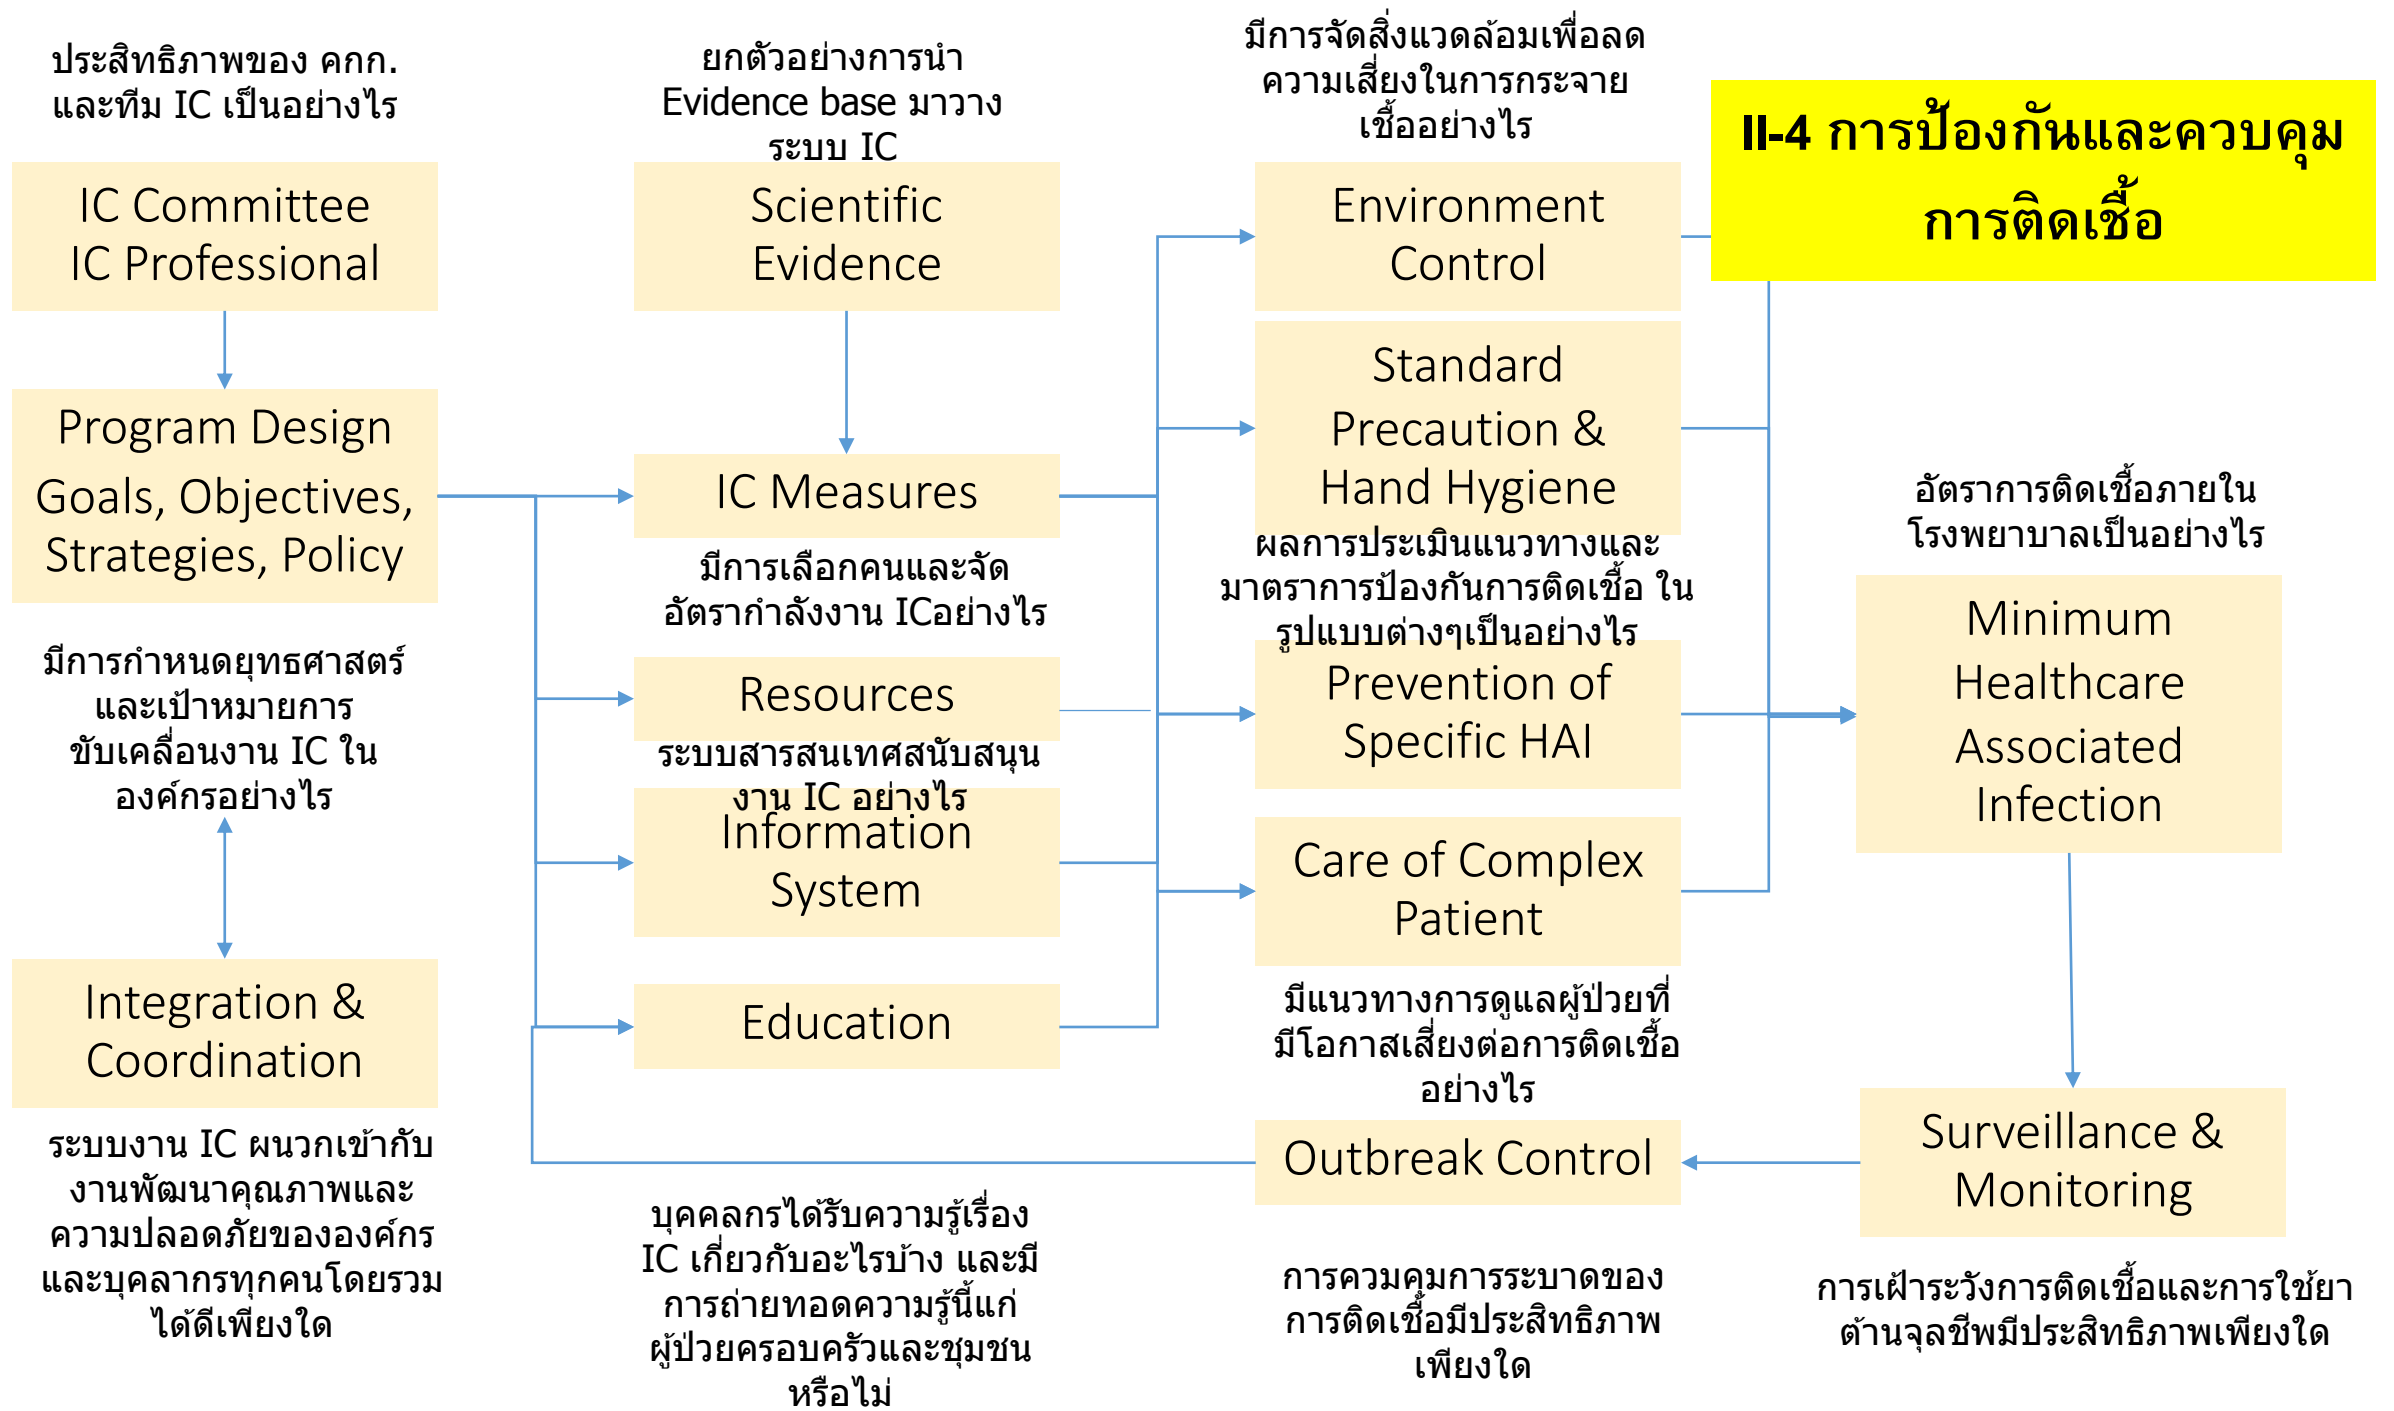 ประสิทธิภาพของ คกก.
และทีม IC เป็นอย่างไร
IC Committee
IC Professional
Program Design
Goals, Objectives,
Strategies, Policy
มีการกำหนดยุทธศาสตร์
และเป้าหมายการ
ขับเคลื่อนงาน IC ใน
องค์กรอย่างไร
Integration &
Coordination
ระบบงาน IC ผนวกเข้ากับ
งานพัฒนาคุณภาพและ
ความปลอดภัยขององค์กร
และบุคลากรทุกคนโดยรวม
ได้ดีเพียงใด
ยกตัวอย่างการนำ
Evidence base มาวาง
ระบบ IC
Scientific
Evidence
IC Measures
มีการเลือกคนและจัด
อัตรากำลังงาน ICอย่างไร
Resources
ระบบสารสนเทศสนับสนุน
งาน IC อย่างไร
Information
System
Education
บุคคลกรได้รับความรู้เรื่อง
IC เกี่ยวกับอะไรบ้าง และมี
การถ่ายทอดความรู้นี้แก่
ผู้ป่วยครอบครัวและชุมชน
หรือไม่
มีการจัดสิ่งแวดล้อมเพื่อลด
ความเสี่ยงในการกระจาย
เชื้ออย่างไร
Environment
Control
Standard
Precaution &
Hand Hygiene
ผลการประเมินแนวทางและ
มาตราการป้องกันการติดเชื้อ ใน
รูปแบบต่างๆเป็นอย่างไร
Prevention of
Specific HAI
Care of Complex
Patient
มีแนวทางการดูแลผู้ป่วยที่
มีโอกาสเสี่ยงต่อการติดเชื้อ
อย่างไร
Outbreak Control
การควมคุมการระบาดของ
การติดเชื้อมีประสิทธิภาพ
เพียงใด
II-4 การป้องกันและควบคุม
การติดเชื้อ
อัตราการติดเชื้อภายใน
โรงพยาบาลเป็นอย่างไร
Minimum
Healthcare
Associated
Infection
Surveillance &
Monitoring
การเฝ้าระวังการติดเชื้อและการใช้ยา
ต้านจุลชีพมีประสิทธิภาพเพียงใด